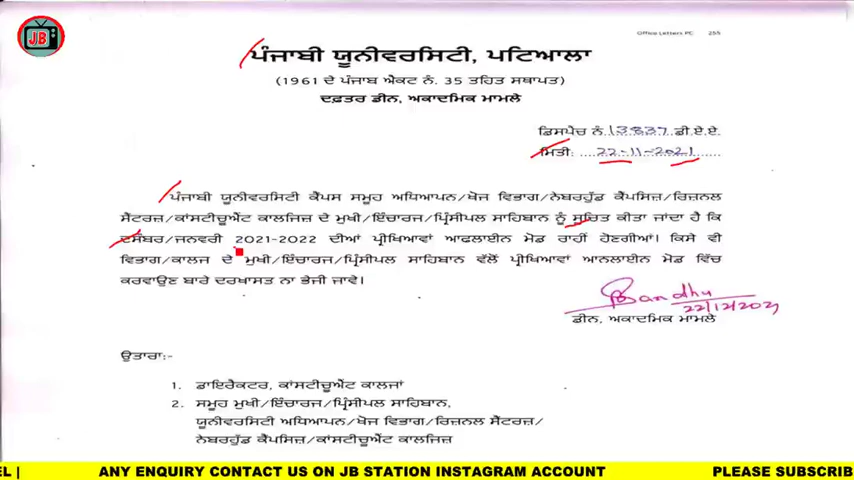 JB
Office Letters PC 255
ਪੰਜਾਬੀ ਯੂਨੀਵਰਸਿਟੀ, ਪਟਿਆਲਾ
(1961 ਦੇ ਪੰਜਾਬ ਐਕਟ ਨੰ. 35 ਤਹਿਤ ਸਥਾਪਤ)
ਦਫ਼ਤਰ ਡੀਨ, ਅਕਾਦਮਿਕ ਮਾਮਲੇ
ਡਿਸਪੈਚ ਨੰ 13837 ਡੀ.ਏ.ਏ.
ਮਿਤੀ: 22-11-2021
ਪੰਜਾਬੀ ਯੂਨੀਵਰਸਿਟੀ ਕੈਂਪਸ ਸਮੂਹ ਅਧਿਆਪਨ/ਖੋਜ ਵਿਭਾਗ/ਨੇਬਰਹੁੱਡ ਕੈਂਪਸਿਜ਼/ਰਿਜ਼ਨਲ
ਸੈਂਟਰਜ਼/ਕਾਂਸਟੀਚੂਐਂਟ ਕਾਲਜਿਜ਼ ਦੇ ਮੁਖੀ/ਇੰਚਾਰਜ/ਪ੍ਰਿੰਸੀਪਲ ਸਾਹਿਬਾਨ ਨੂੰ ਸੂਚਿਤ ਕੀਤਾ ਜਾਂਦਾ ਹੈ ਕਿ
ਦਸੰਬਰ/ਜਨਵਰੀ 2021-2022 ਦੀਆਂ ਪ੍ਰੀਖਿਆਵਾਂ ਆਫਲਾਈਨ ਮੋਡ ਰਾਹੀਂ ਹੋਣਗੀਆਂ। ਕਿਸੇ ਵੀ
ਵਿਭਾਗ/ਕਾਲਜ ਦੇ ਮੁਖੀ/ਇੰਚਾਰਜ/ਪ੍ਰਿੰਸੀਪਲ ਸਾਹਿਬਾਨ ਵੱਲੋਂ ਪ੍ਰੀਖਿਆਵਾਂ ਆਨਲਾਈਨ ਮੋਡ ਵਿੱਚ
ਕਰਵਾਉਣ ਬਾਰੇ ਦਰਖਾਸਤ ਨਾ ਭੇਜੀ ਜਾਵੇ।
Sandhu
22/12/2021
ਡੀਨ, ਅਕਾਦਮਿਕ ਮਾਮਲੇ
ਉਤਾਰਾ:-
1. ਡਾਇਰੈਕਟਰ, ਕਾਂਸਟੀਚੂਐਂਟ ਕਾਲਜਾਂ
2. ਸਮੂਹ ਮੁਖੀ/ਇੰਚਾਰਜ/ਪ੍ਰਿੰਸੀਪਲ ਸਾਹਿਬਾਨ,
ਯੂਨੀਵਰਸਿਟੀ ਅਧਿਆਪਨ/ਖੋਜ ਵਿਭਾਗ/ਰਿਜ਼ਨਲ ਸੈਂਟਰਜ਼/
ਨੇਬਰਹੁੱਡ ਕੈਂਪਸਿਜ਼/ਕਾਂਸਟੀਚੂਐਂਟ ਕਾਲਜਿਜ਼
EL | ANY ENQUIRY CONTACT US ON JB STATION INSTAGRAM ACCOUNT PLEASE SUBSCRIB